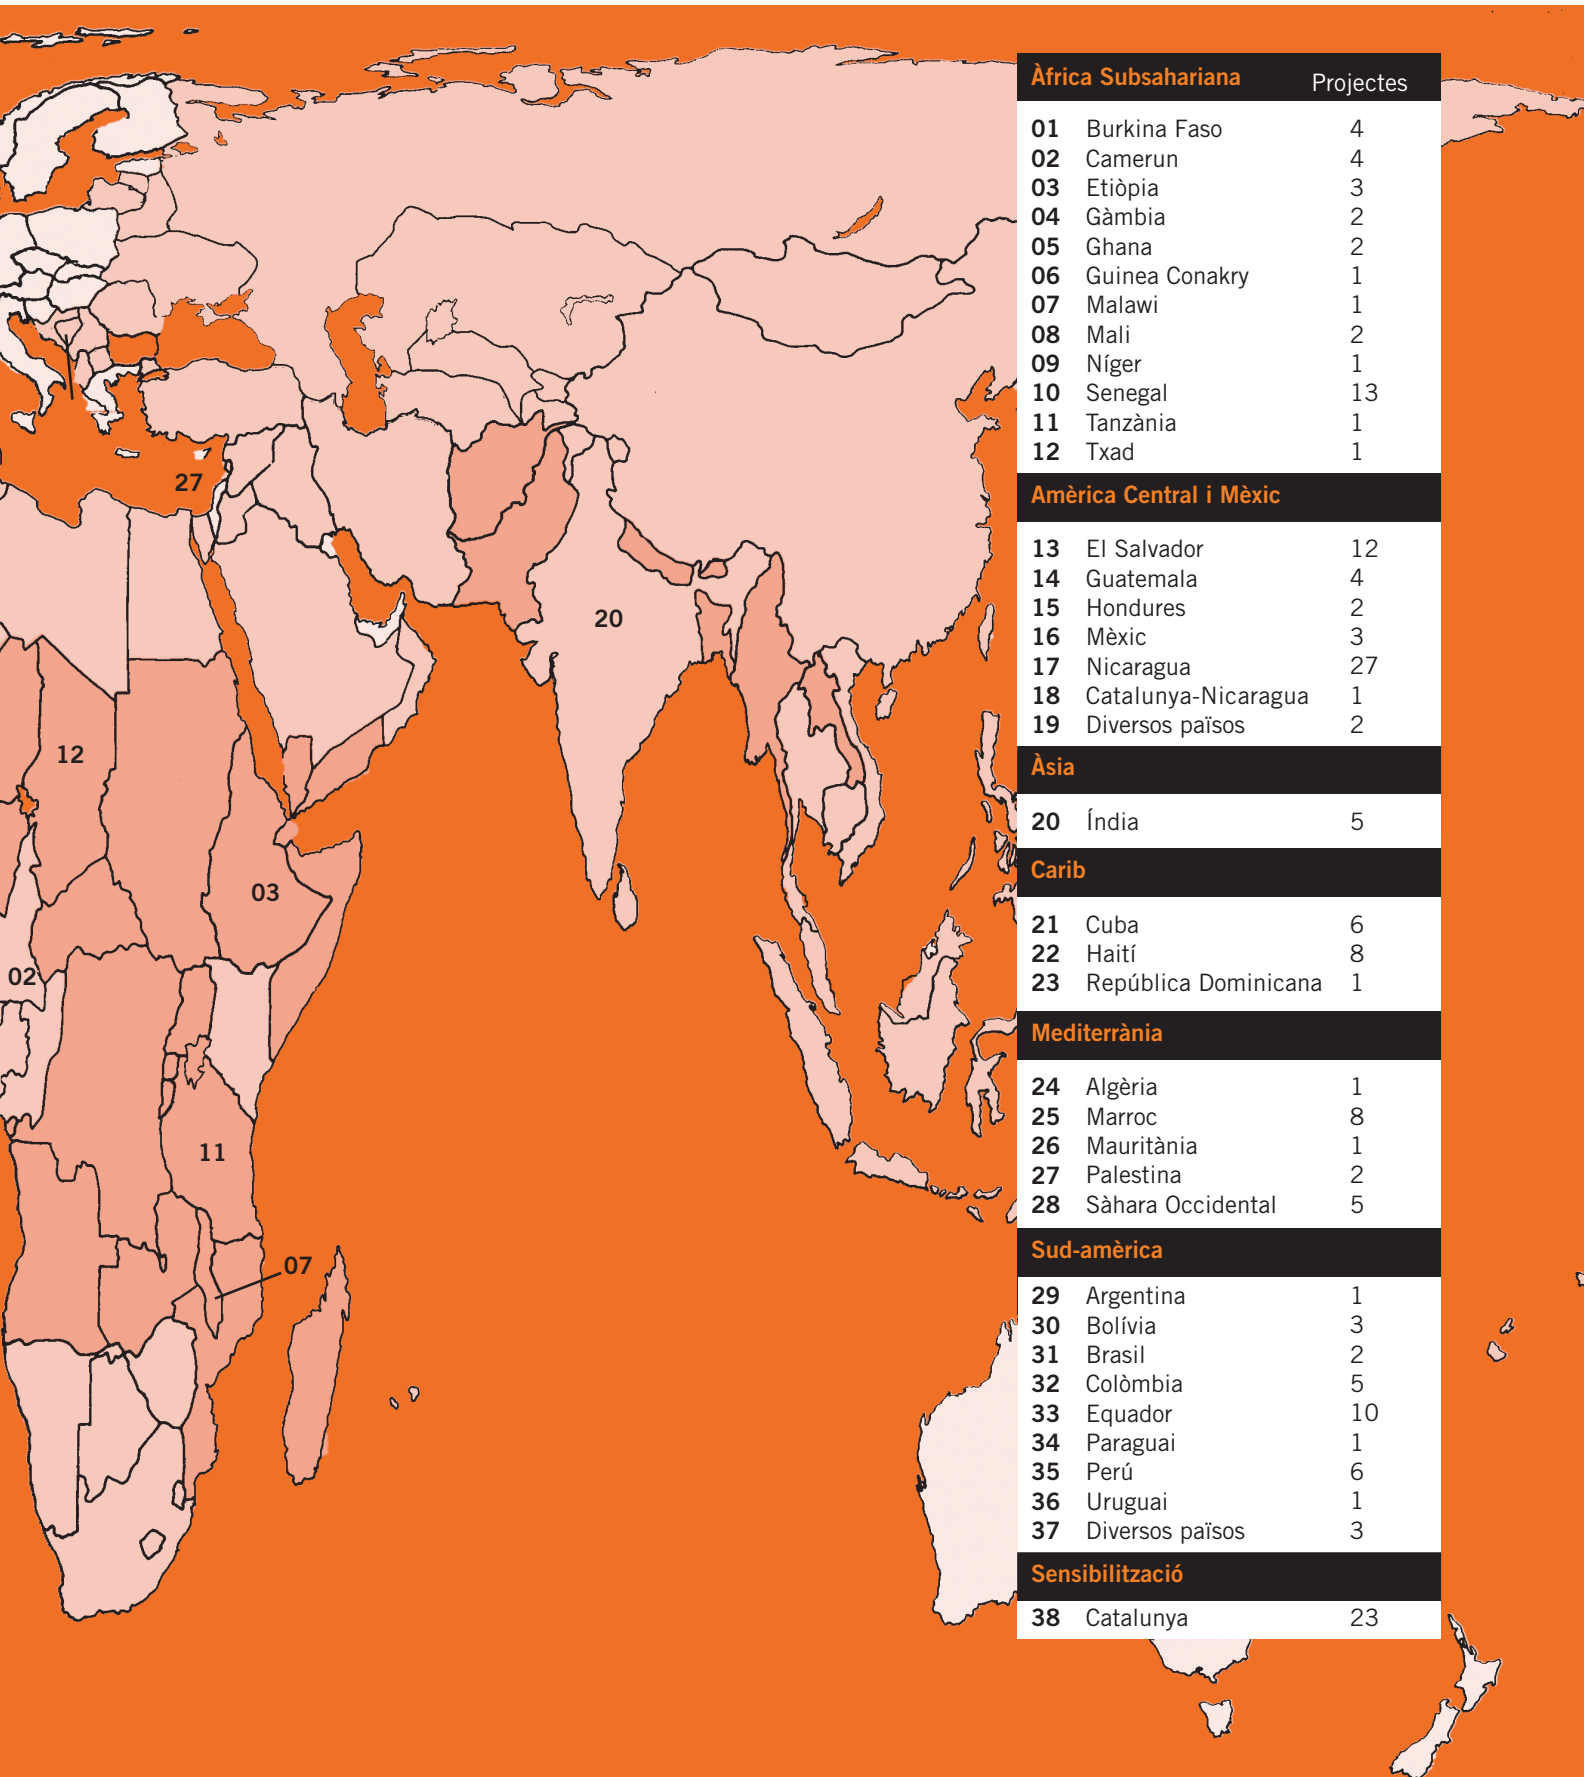 27
20
12
03
02
11
07
Àfrica Subsahariana Projectes
01 Burkina Faso 4
02 Camerun 4
03 Etiòpia 3
04 Gàmbia 2
05 Ghana 2
06 Guinea Conakry 1
07 Malawi 1
08 Mali 2
09 Níger 1
10 Senegal 13
11 Tanzània 1
12 Txad 1
Amèrica Central i Mèxic
13 El Salvador 12
14 Guatemala 4
15 Hondures 2
16 Mèxic 3
17 Nicaragua 27
18 Catalunya-Nicaragua 1
19 Diversos països 2
Àsia
20 Índia 5
Carib
21 Cuba 6
22 Haití 8
23 República Dominicana 1
Mediterrània
24 Algèria 1
25 Marroc 8
26 Mauritània 1
27 Palestina 2
28 Sàhara Occidental 5
Sud-amèrica
29 Argentina 1
30 Bolívia 3
31 Brasil 2
32 Colòmbia 5
33 Equador 10
34 Paraguai 1
35 Perú 6
36 Uruguai 1
37 Diversos països 3
Sensibilització
38 Catalunya 23